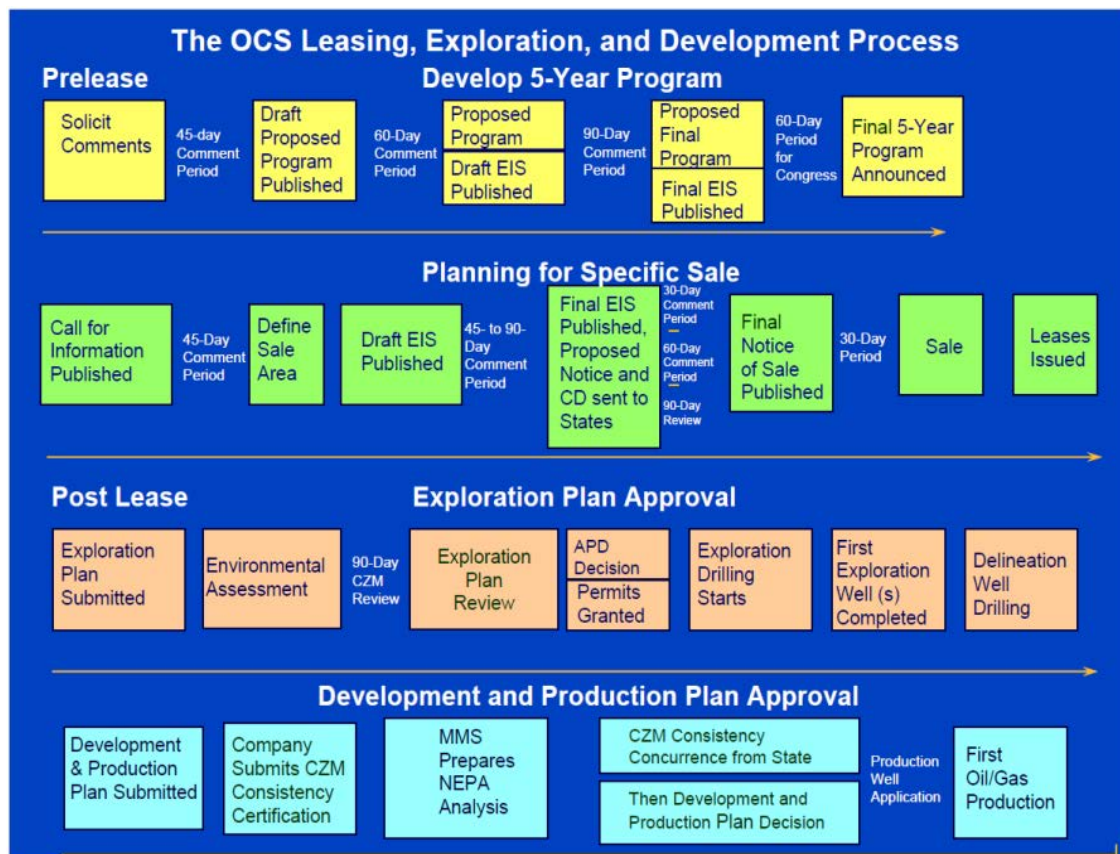 The OCS Leasing, Exploration, and Development Process
Prelease
Develop 5-Year Program
Solicit
Comments
45-day
Comment
Period
Draft
Proposed
Program
Published
60-Day
Comment
Period
Proposed
Program
Draft EIS
Published
90-Day
Comment
Period
Proposed
Final
Program
Final EIS
Published
60-Day
Period
for
Congress
Final 5-Year
Program
Announced
Planning for Specific Sale
Call for
Information
Published
45-Day
Comment
Period
Define
Sale
Area
Draft EIS
Published
45- to 90-
Day
Comment
Period
Final EIS
Published,
Proposed
Notice and
CD sent to
States
30-Day
Comment
Period
60-Day
Comment
Period
90-Day
Review
Final
Notice
of Sale
Published
30-Day
Period
Sale
Leases
Issued
Post Lease
Exploration Plan Approval
Exploration
Plan
Submitted
Environmental
Assessment
90-Day
CZM
Review
Exploration
Plan
Review
APD
Decision
Permits
Granted
Exploration
Drilling
Starts
First
Exploration
Well (s)
Completed
Delineation
Well
Drilling
Development and Production Plan Approval
Development
& Production
Plan Submitted
Company
Submits CZM
Consistency
Certification
MMS
Prepares
NEPA
Analysis
CZM Consistency
Concurrence from State
Then Development and
Production Plan Decision
Production
Well
Application
First
Oil/Gas
Production